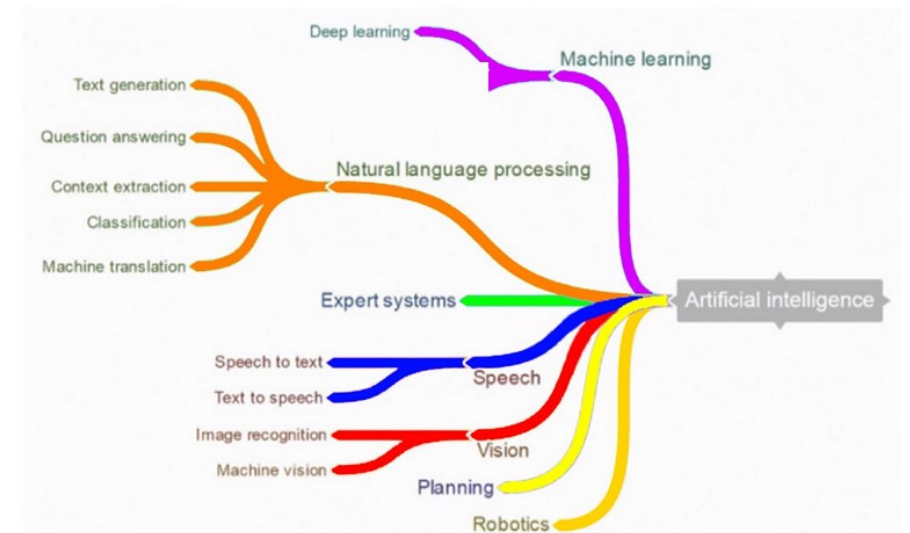 Deep learning
Machine learning
Text generation
Question answering
Natural language processing
Context extraction
Classification
Machine translation
Expert systems
Artificial intelligence
Speech to text
Speech
Text to speech
Image recognition
Vision
Machine vision
Planning
Robotics